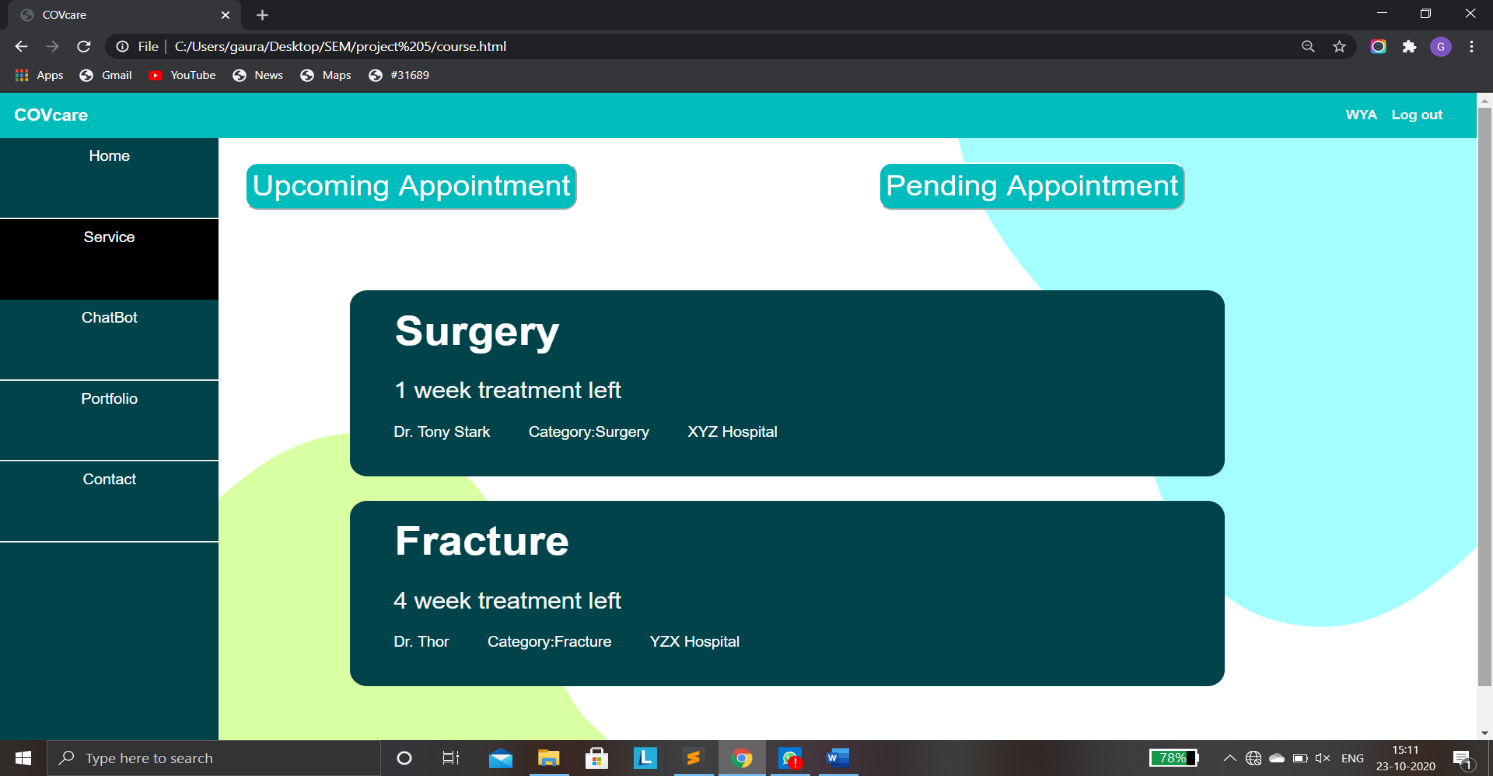 COVcare
File C:/Users/gaura/Desktop/SEM/project%205/course.html
G
Apps Gmail YouTube News Maps #31689
COVcare WYA Log out
Home
Service
ChatBot
Portfolio
Contact
Upcoming Appointment Pending Appointment
Surgery
1 week treatment left
Dr. Tony Stark Category:Surgery XYZ Hospital
Fracture
4 week treatment left
Dr. Thor Category:Fracture YZX Hospital
Type here to search
L
W
78%
ENG
15:11
23-10-2020
1